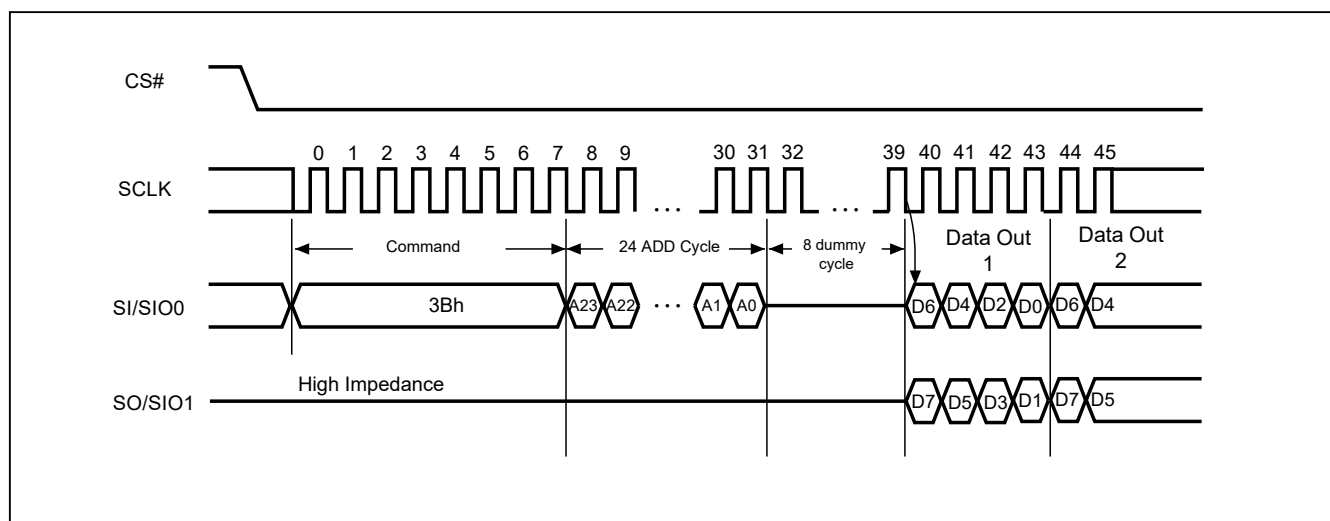 CS#
0 1 2 3 4 5 6 7 8 9 30 31 32 39 40 41 42 43 44 45
SCLK
... ...
Command 24 ADD Cycle 8 dummy Data Out Data Out
cycle 1 2
SI/SIO0 3Bh A23 A22 ... A1 A0 D6 D4 D2 D0 D6 D4
High Impedance
SO/SIO1 D7 D5 D3 D1 D7 D5